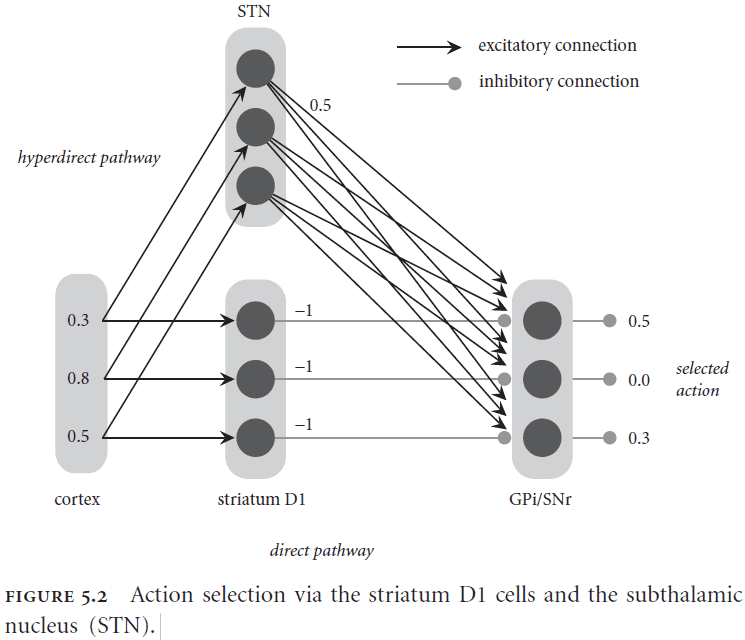 STN
excitatory connection
inhibitory connection
0.5
hyperdirect pathway
0.3
0.8
0.5
−1
−1
−1
0.5
0.0
0.3
selected
action
cortex
striatum D1
GPi/SNr
direct pathway
FIGURE 5.2 Action selection via the striatum D1 cells and the subthalamic
nucleus (STN).